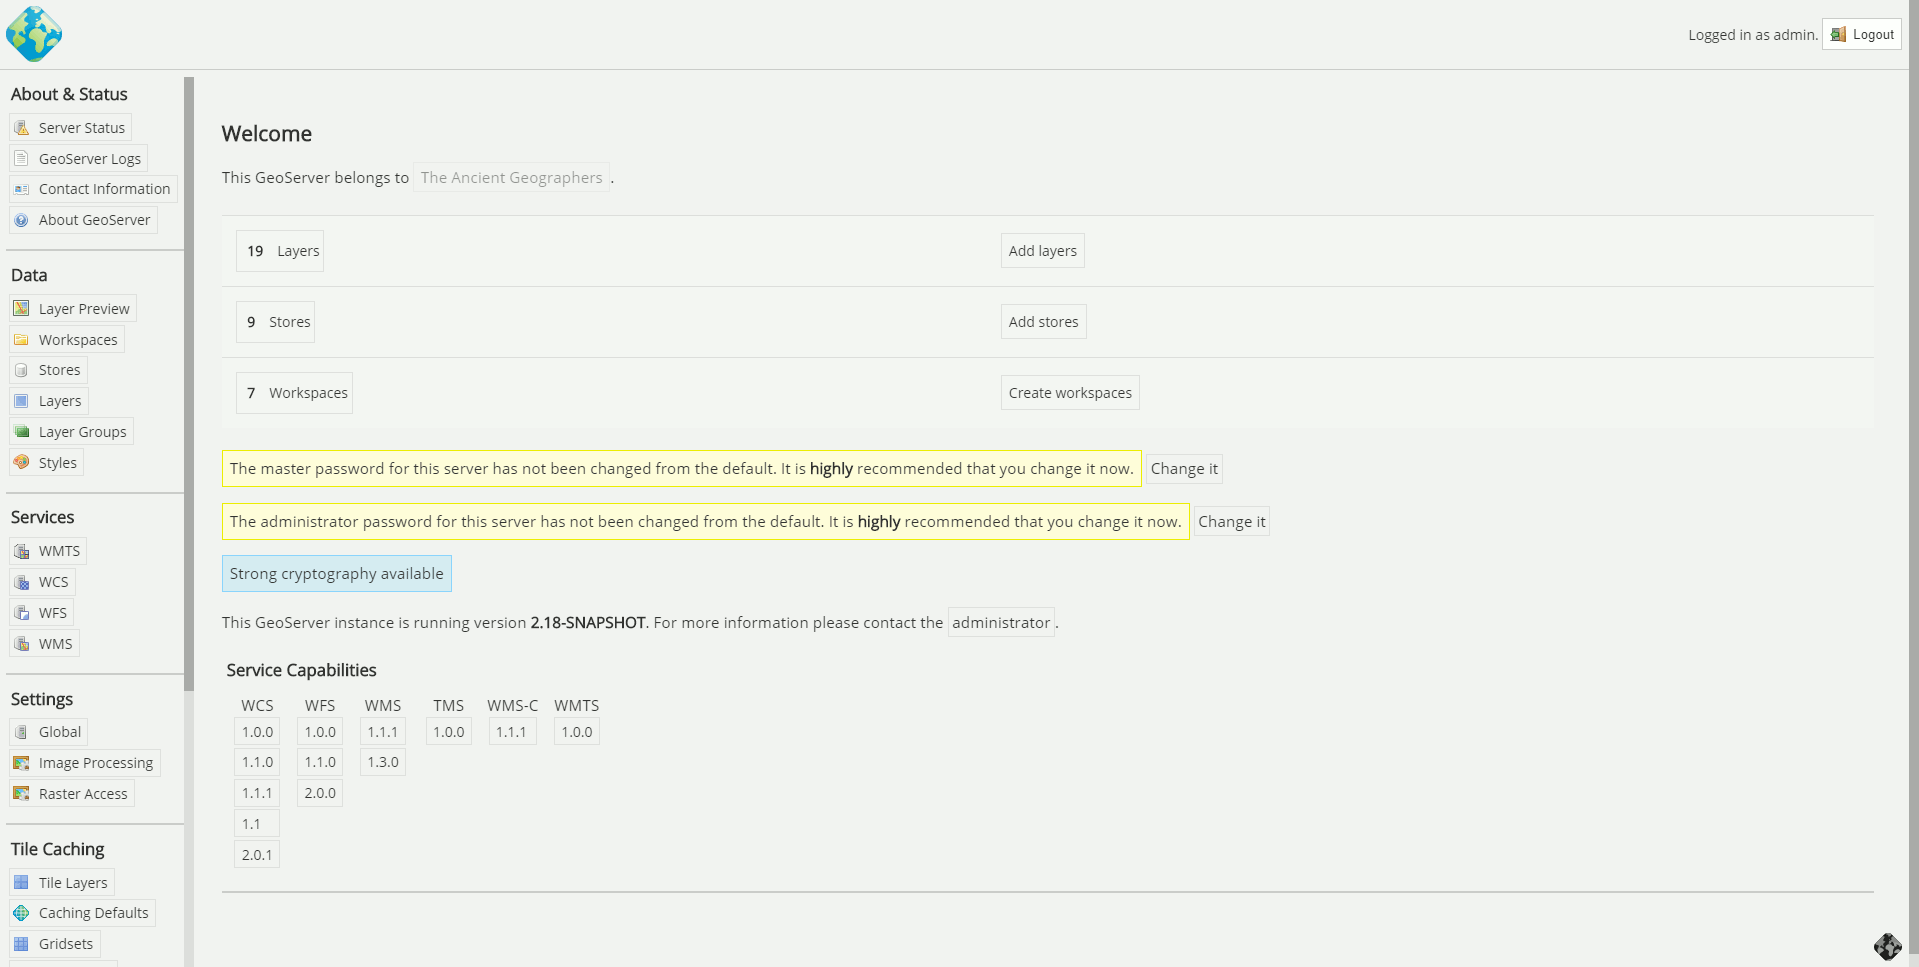 Logged in as admin. Logout
About & Status
Server Status
GeoServer Logs
Contact Information
About GeoServer
Data
Layer Preview
Workspaces
Stores
Layers
Layer Groups
Styles
Services
WMTS
WCS
WFS
WMS
Settings
Global
Image Processing
Raster Access
Tile Caching
Tile Layers
Caching Defaults
Gridsets
Welcome
This GeoServer belongs to The Ancient Geographers .
19 Layers Add layers
9 Stores Add stores
7 Workspaces Create workspaces
The master password for this server has not been changed from the default. It is highly recommended that you change it now. Change it
The administrator password for this server has not been changed from the default. It is highly recommended that you change it now. Change it
Strong cryptography available
This GeoServer instance is running version 2.18-SNAPSHOT. For more information please contact the administrator .
Service Capabilities
WCS WFS WMS TMS WMS-C WMTS
1.0.0 1.0.0 1.1.1 1.0.0 1.1.1 1.0.0
1.1.0 1.1.0 1.3.0
1.1.1 2.0.0
1.1
2.0.1